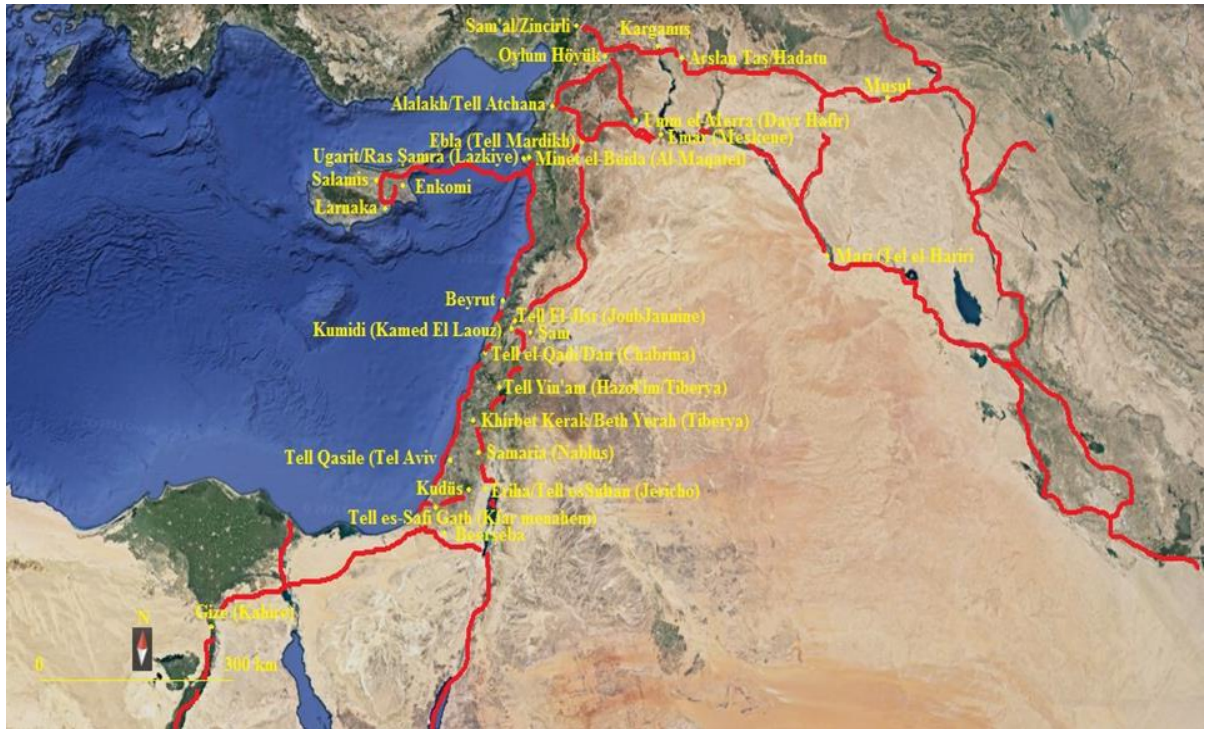 Sam'al/Zincirli
Kargamış
Oylum Höyük
Arslan Taş/Hadatu
Musul
Alalakh/Tell Atchana
Umm el-Marra (Dayr Hafir)
Emar (Meskene)
Ebla (Tell Mardikh)
Ugarit/Ras Şamra (Lazkiye)
Minet el-Beida (Al-Maqatei)
Salamis
Enkomi
Larnaka
Mari (Tel el-Hariri
Beyrut
Tell El-Jisr (JoubJannine)
Kumidi (Kamed El Laouz)
Şam
Tell el-Qadi/Dan (Chabrina)
Tell Yin'am (Hazol'im/Tiberya)
Khirbet Kerak/Beth Yerah (Tiberya)
Samaria (Nablus)
Tell Qasile (Tel Aviv
Kudüs
Eriha/Tell esSultan (Jericho)
Tell es-Safi Gath (Kfar menahem)
Beerşeba
Gize (Kahire)
N
0
300 km